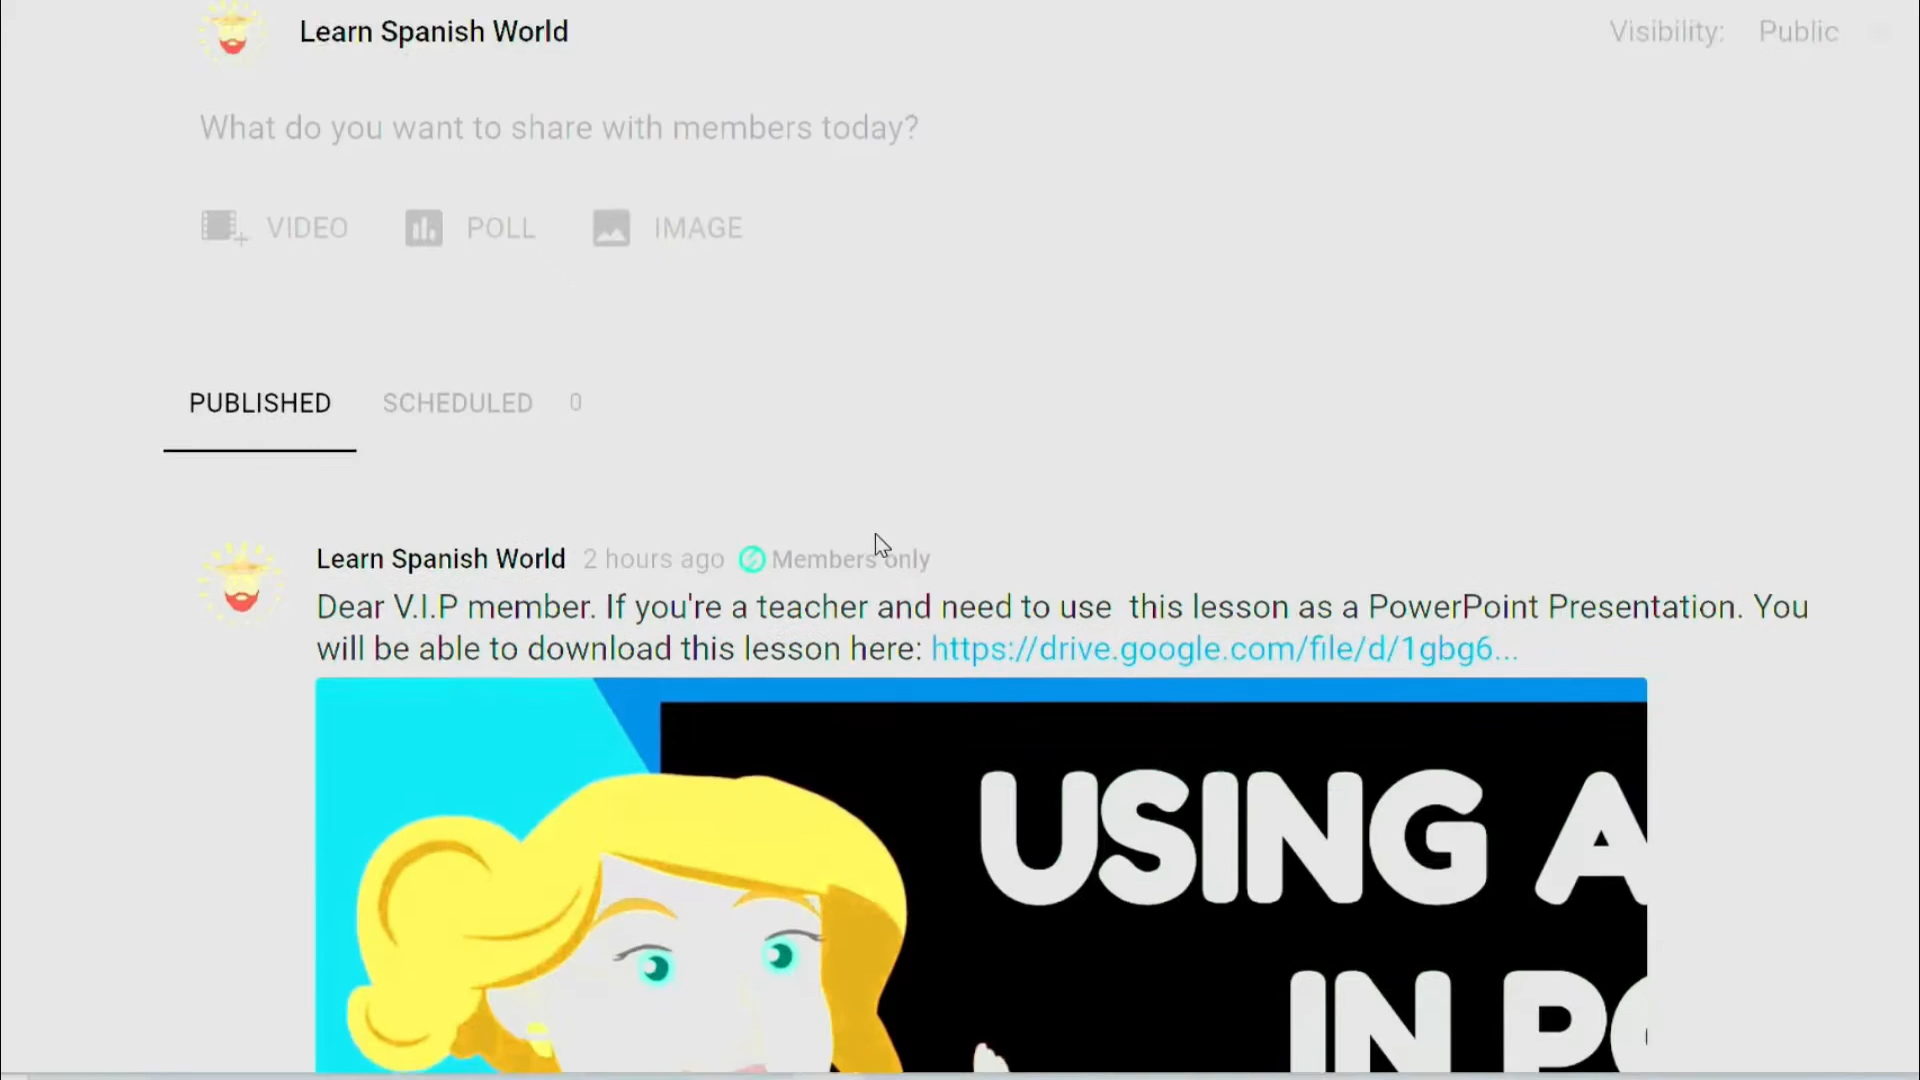 Learn Spanish World
Visibility: Public
What do you want to share with members today?
VIDEO POLL IMAGE
PUBLISHED SCHEDULED 0
Learn Spanish World 2 hours ago Members only
Dear V.I.P member. If you're a teacher and need to use this lesson as a PowerPoint Presentation. You
will be able to download this lesson here: https://drive.google.com/file/d/1gbg6...
USING A
IN PO